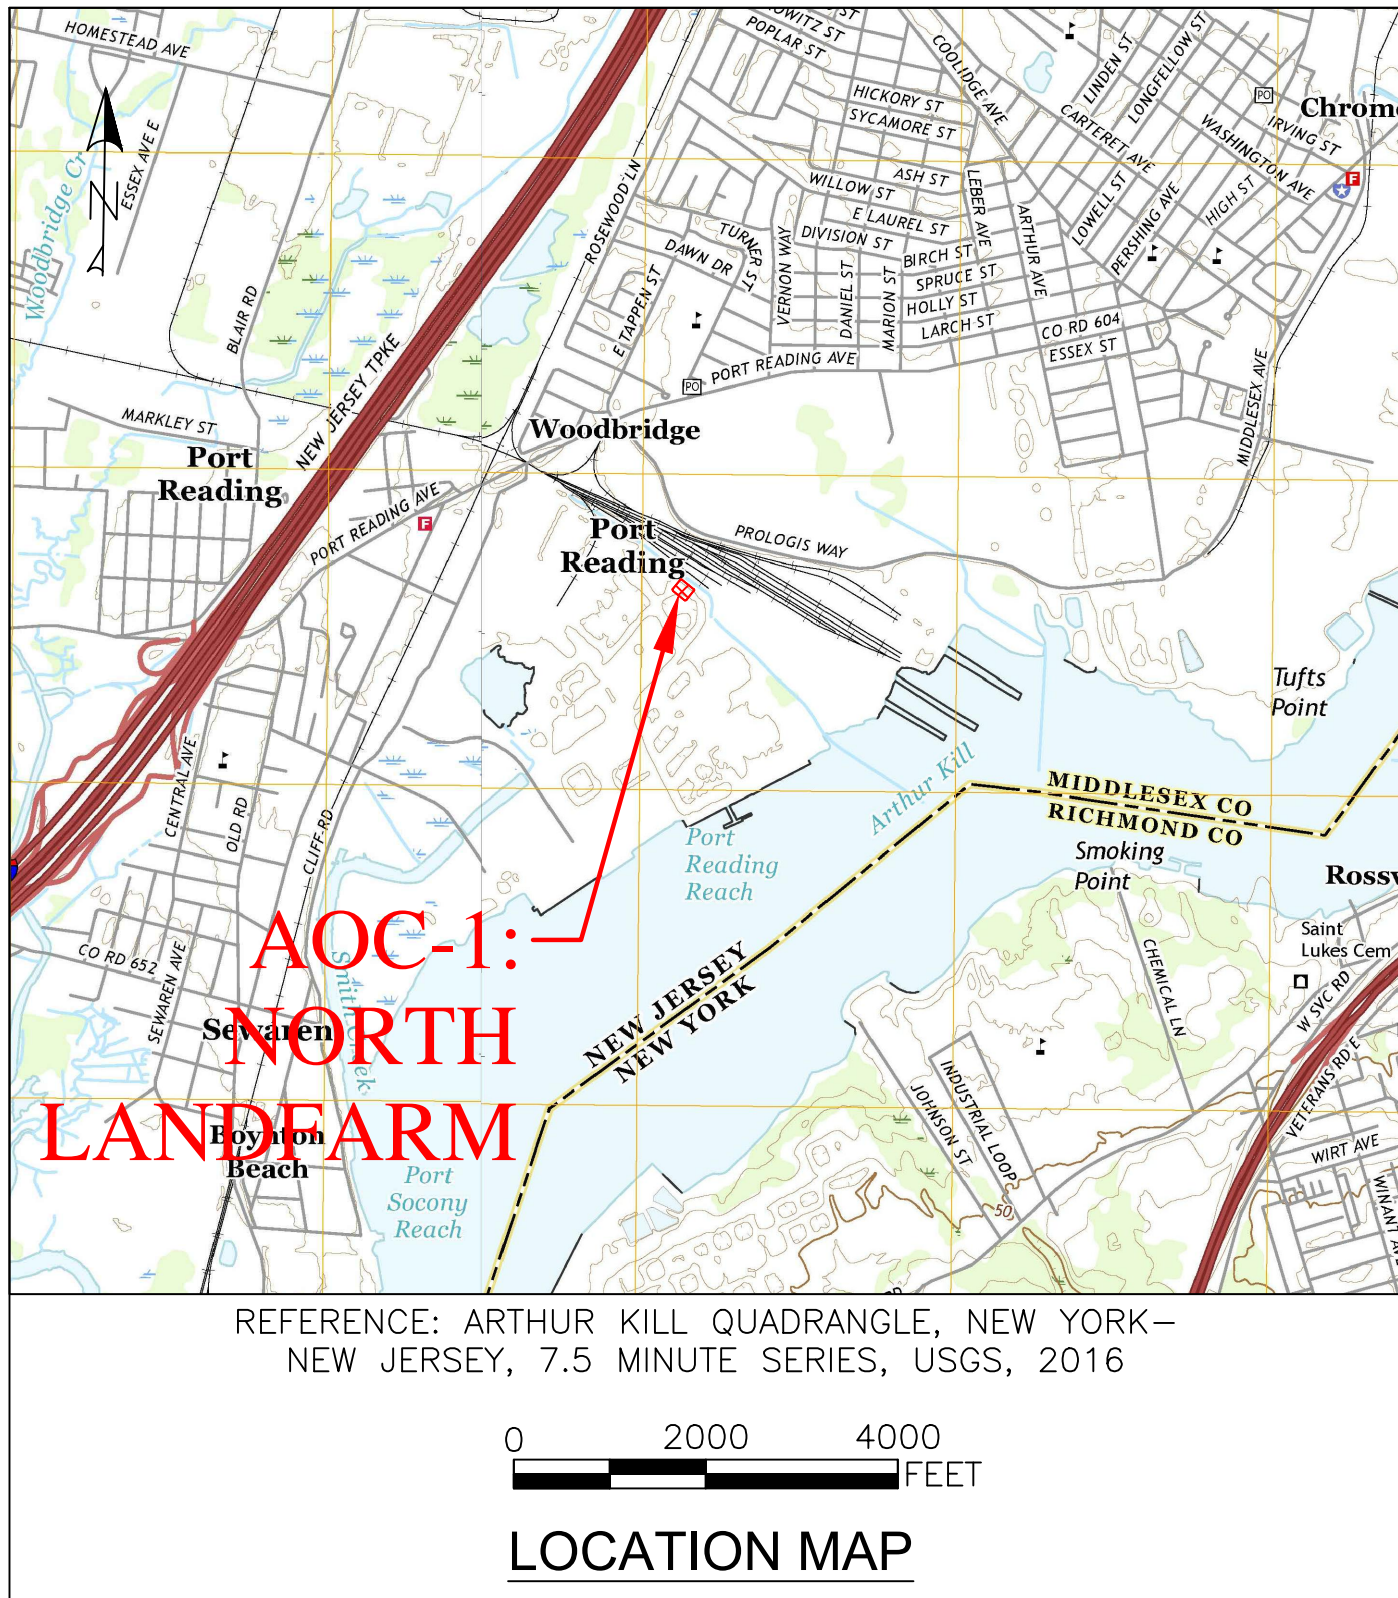 HOMESTEAD AVE
POPLAR ST
COOLIDGE AVE
LINDEN ST
LONGFELLOW ST
HICKORY ST
SYCAMORE ST
CARTERET AVE
PO
IRVING ST
WASHINGTON AVE
F
Woodbridge Cr
ESSEX AVE E
N
ROSEWOOD LN
ASH ST
WILLOW ST
LEBER AVE
E LAUREL ST
DIVISION ST
BIRCH ST
SPRUCE ST
HOLLY ST
LARCH ST
ARTHUR AVE
LOWELL ST
PERSHING AVE
HIGH ST
TURNER ST
DAWN DR
VERNON WAY
DANIEL ST
MARION ST
E TAPPEN ST
CO RD 604
ESSEX ST
BLAIR RD
NEW JERSEY TPKE
PORT READING AVE
PO
MIDDLESEX AVE
MARKLEY ST
Woodbridge
Port
Reading
PORT READING AVE
F
Port
Reading
PROLOGIS WAY
Tufts
Point
CENTRAL AVE
OLD RD
CLIFF RD
Arthur Kill
MIDDLESEX CO
RICHMOND CO
Port
Reading
Reach
Smoking
Point
Saint
Lukes Cem
CO RD 652
SEWAREN AVE
AOC-1:
NORTH
LANDFARM
Sewaren
NEW JERSEY
NEW YORK
CHEMICAL LN
W SVC RD
VETERANS RD E
INDUSTRIAL LOOP
JOHNSON ST
WIRT AVE
Boynton
Beach
Port
Socony
Reach
50
REFERENCE: ARTHUR KILL QUADRANGLE, NEW YORK–
NEW JERSEY, 7.5 MINUTE SERIES, USGS, 2016
0 2000 4000
FEET
LOCATION MAP